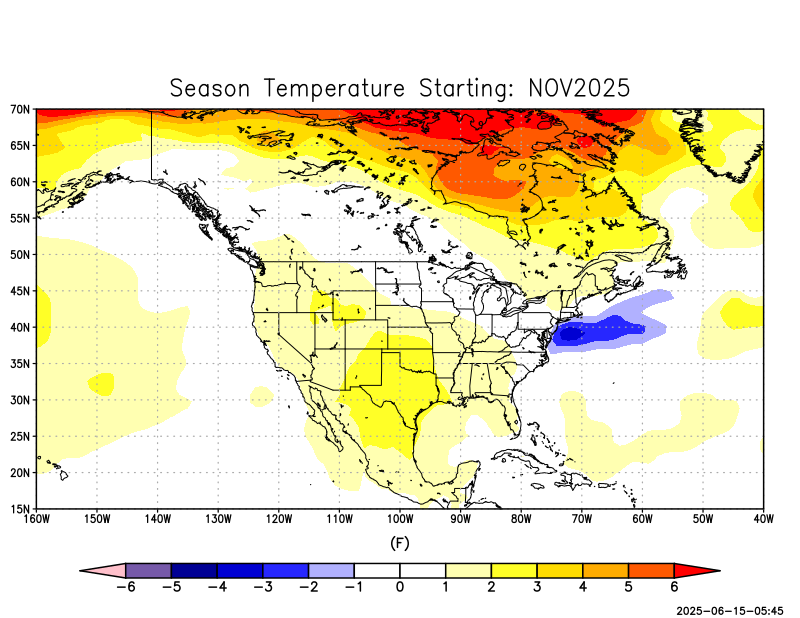 Season Temperature Starting: NOV2025
70N
65N
60N
55N
50N
45N
40N
35N
30N
25N
20N
15N
160W 150W 140W 130W 120W 110W 100W 90W 80W 70W 60W 50W 40W
(F)
−6 −5 −4 −3 −2 −1 0 1 2 3 4 5 6
2025-06-15-05:45